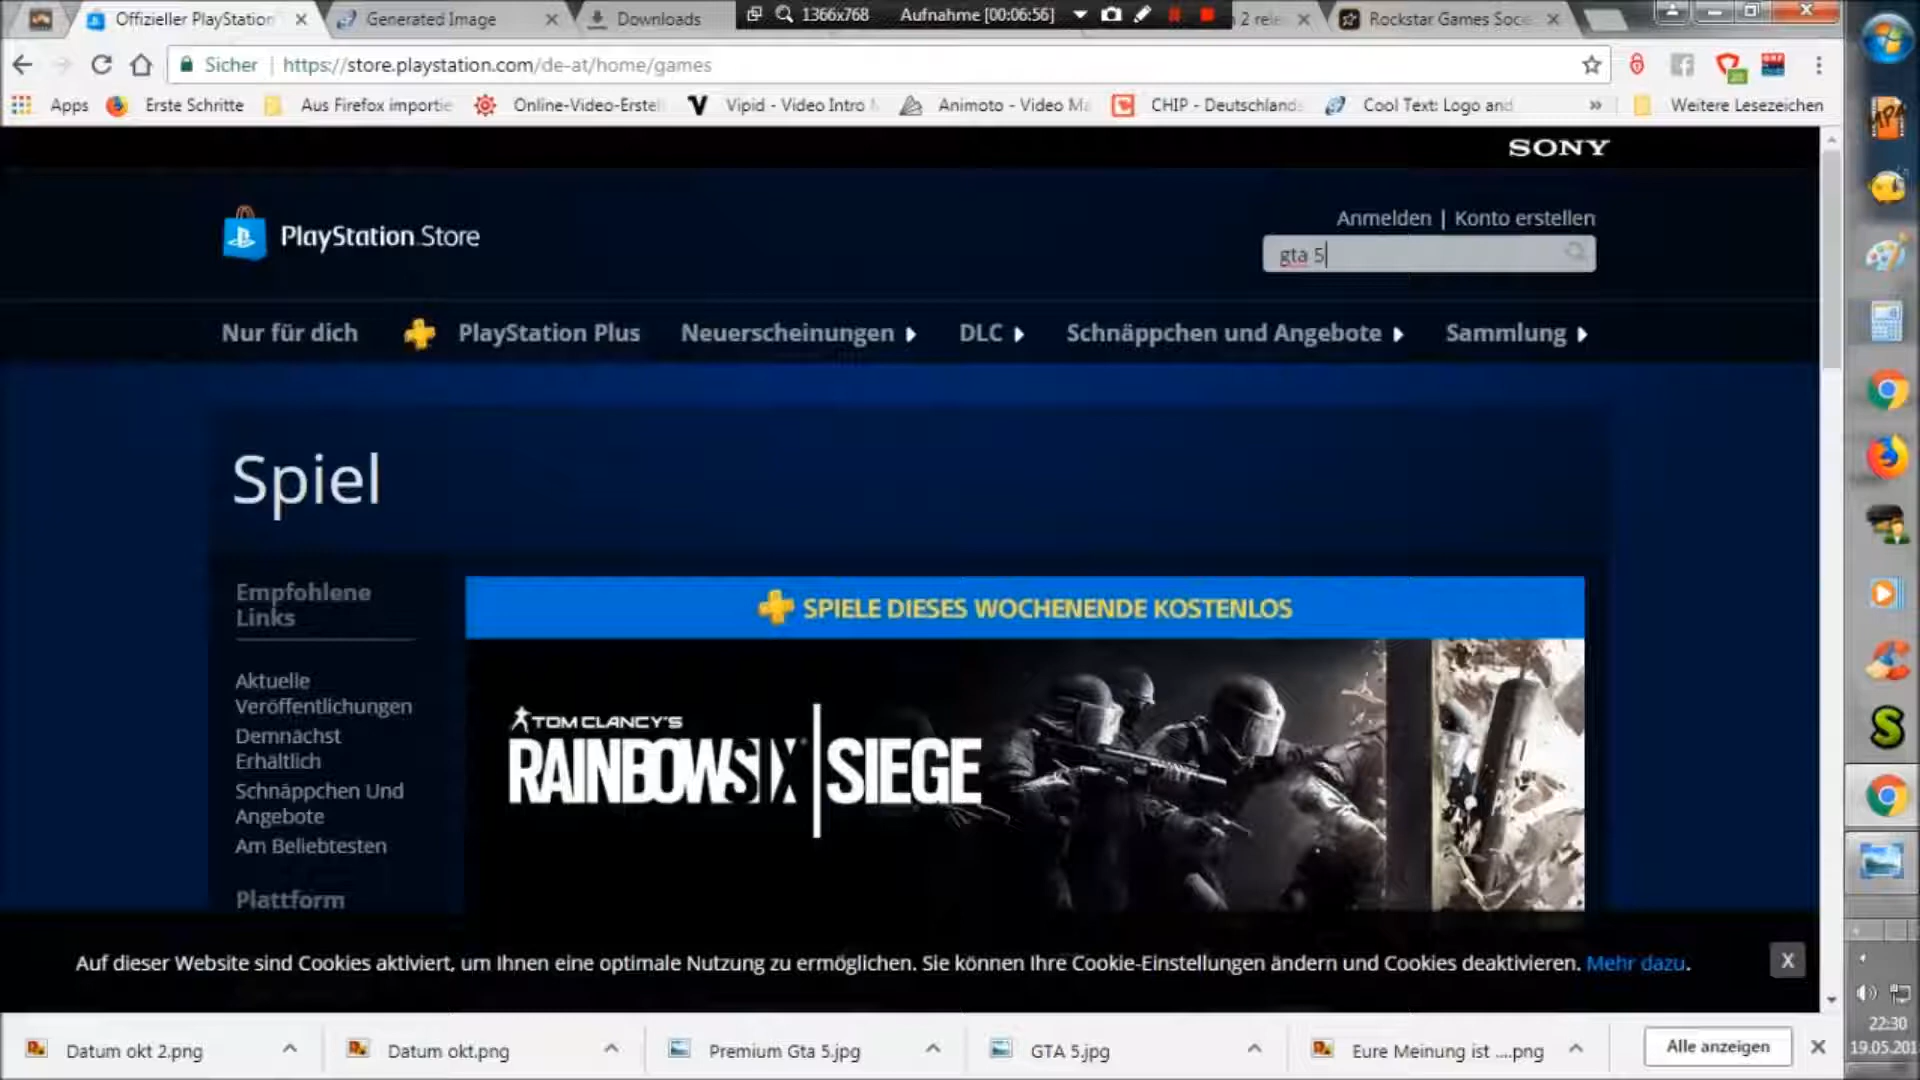 Offizieller PlayStation
Generated Image
Downloads
1366x768
Aufnahme [00:06:56]
2 rele
Rockstar Games Soci
Sicher
https://store.playstation.com/de-at/home/games
Apps
Erste Schritte
Aus Firefox importie
Online-Video-Erstel
Vipid - Video Intro
Animoto - Video Ma
CHIP - Deutschlands
Cool Text: Logo and
Weitere Lesezeichen
SONY
PlayStation Store
Anmelden | Konto erstellen
gta 5
Nur für dich
PlayStation Plus
Neuerscheinungen
DLC
Schnäppchen und Angebote
Sammlung
Spiel
Empfohlene
Links
SPIELE DIESES WOCHENENDE KOSTENLOS
Aktuelle
Veröffentlichungen
Demnächst
Erhältlich
Schnäppchen Und
Angebote
Am Beliebtesten
TOM CLANCY'S
RAINBOWSIX SIEGE
Plattform
Auf dieser Website sind Cookies aktiviert, um Ihnen eine optimale Nutzung zu ermöglichen. Sie können Ihre Cookie-Einstellungen ändern und Cookies deaktivieren. Mehr dazu.
X
Datum okt 2.png
Datum okt.png
Premium Gta 5.jpg
GTA 5.jpg
Eure Meinung ist ....png
Alle anzeigen
22:30
19.05.201